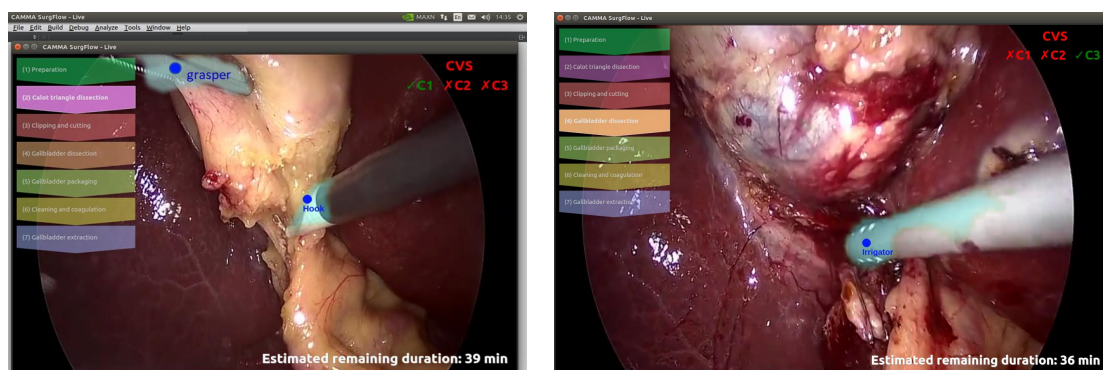 CAMMA SurgFlow - Live
MAXN En 14:35
File Edit Build Debug Analyze Tools Window Help
CAMMA SurgFlow - Live
(1) Preparation
(2) Calot triangle dissection
(3) Clipping and cutting
(4) Gallbladder dissection
(5) Gallbladder packaging
(6) Cleaning and coagulation
(7) Gallbladder extraction
grasper
CVS
✓C1 ✗C2 ✗C3
Hook
Estimated remaining duration: 39 min
CAMMA SurgFlow - Live
(1) Preparation
(2) Calot triangle dissection
(3) Clipping and cutting
(4) Gallbladder dissection
(5) Gallbladder packaging
(6) Cleaning and coagulation
(7) Gallbladder extraction
CVS
✗C1 ✗C2 ✓C3
Irrigator
Estimated remaining duration: 36 min